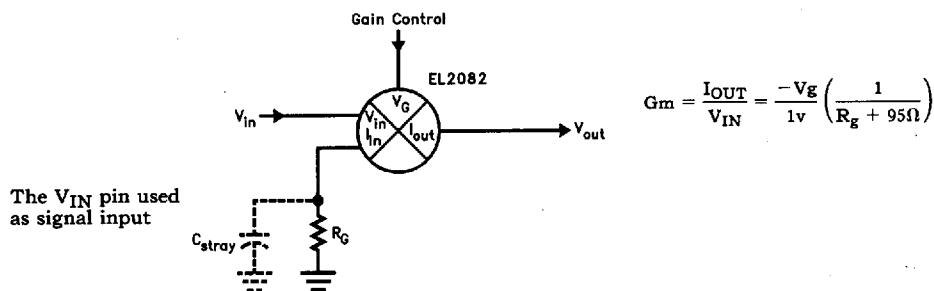 Gain Control
EL2082
V_G
V_in
V_in
I_in
I_out
V_out
Gm = I_OUT / V_IN = -Vg / 1v ( 1 / R_g + 95Ω )
The V_IN pin used
as signal input
C_stray
R_G